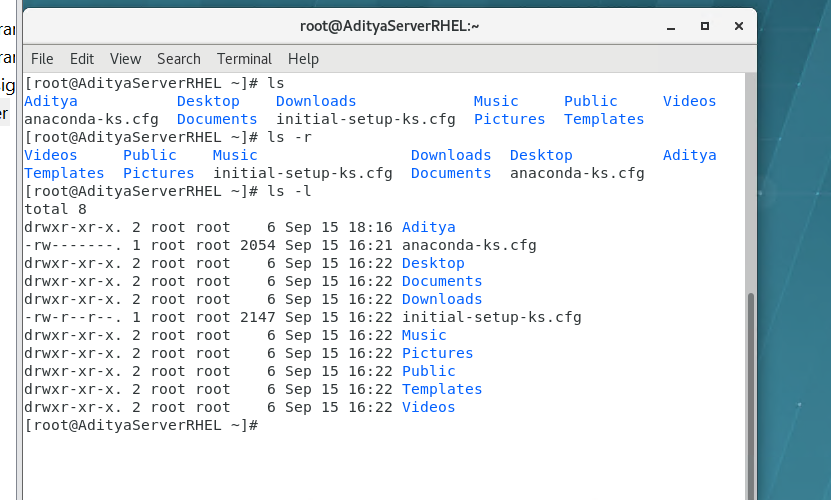 root@AdityaServerRHEL:~
File Edit View Search Terminal Help
[root@AdityaServerRHEL ~]# ls
Aditya Desktop Downloads Music Public Videos
anaconda-ks.cfg Documents initial-setup-ks.cfg Pictures Templates
[root@AdityaServerRHEL ~]# ls -r
Videos Public Music Downloads Desktop Aditya
Templates Pictures initial-setup-ks.cfg Documents anaconda-ks.cfg
[root@AdityaServerRHEL ~]# ls -l
total 8
drwxr-xr-x. 2 root root 6 Sep 15 18:16 Aditya
-rw-------. 1 root root 2054 Sep 15 16:21 anaconda-ks.cfg
drwxr-xr-x. 2 root root 6 Sep 15 16:22 Desktop
drwxr-xr-x. 2 root root 6 Sep 15 16:22 Documents
drwxr-xr-x. 2 root root 6 Sep 15 16:22 Downloads
-rw-r--r--. 1 root root 2147 Sep 15 16:22 initial-setup-ks.cfg
drwxr-xr-x. 2 root root 6 Sep 15 16:22 Music
drwxr-xr-x. 2 root root 6 Sep 15 16:22 Pictures
drwxr-xr-x. 2 root root 6 Sep 15 16:22 Public
drwxr-xr-x. 2 root root 6 Sep 15 16:22 Templates
drwxr-xr-x. 2 root root 6 Sep 15 16:22 Videos
[root@AdityaServerRHEL ~]#